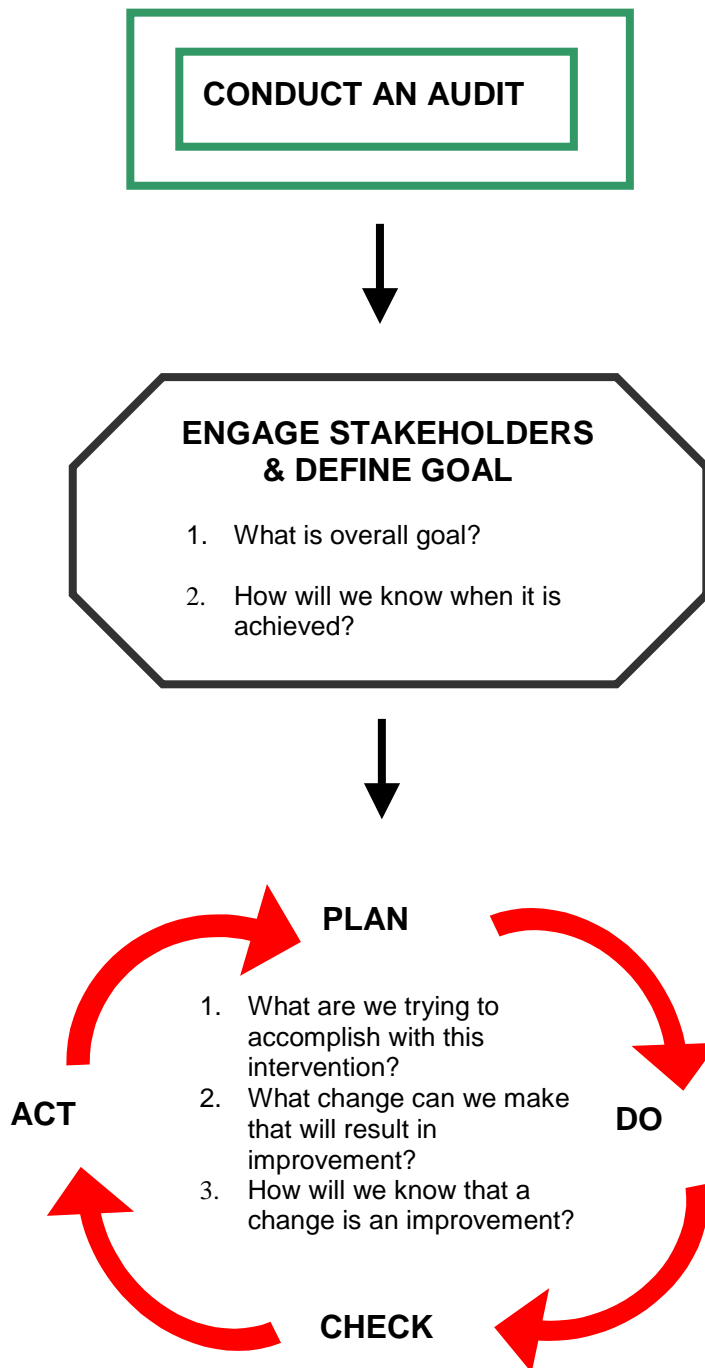 CONDUCT AN AUDIT
ENGAGE STAKEHOLDERS
& DEFINE GOAL
1. What is overall goal?
2. How will we know when it is
achieved?
PLAN
1. What are we trying to
accomplish with this
intervention?
2. What change can we make
that will result in
improvement?
3. How will we know that a
change is an improvement?
ACT
DO
CHECK